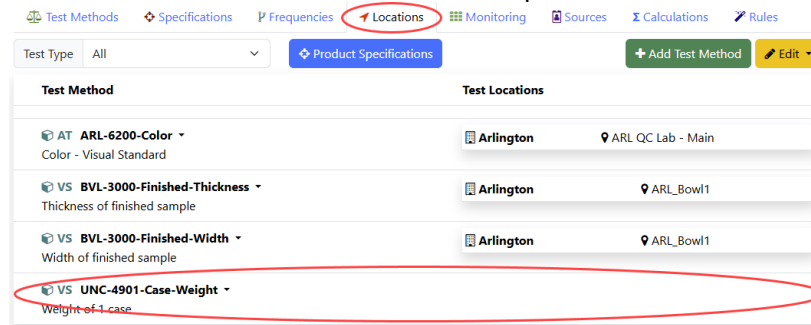 Test Methods Specifications Frequencies Locations Monitoring Sources Σ Calculations Rules
Test Type All Product Specifications + Add Test Method Edit
Test Method Test Locations
AT ARL-6200-Color Arlington ARL QC Lab - Main
Color - Visual Standard
VS BVL-3000-Finished-Thickness Arlington ARL_Bowl1
Thickness of finished sample
VS BVL-3000-Finished-Width Arlington ARL_Bowl1
Width of finished sample
VS UNC-4901-Case-Weight
Weight of 1 case